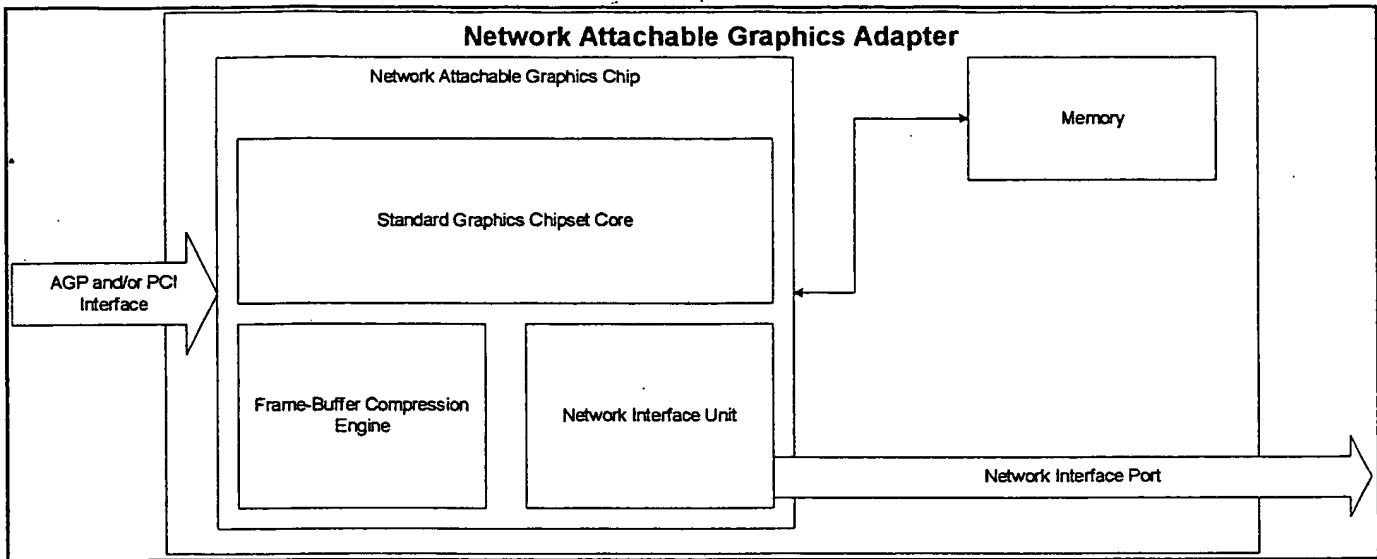 Network Attachable Graphics Adapter
Network Attachable Graphics Chip
Memory
Standard Graphics Chipset Core
AGP and/or PCI
Interface
Frame-Buffer Compression
Engine
Network Interface Unit
Network Interface Port